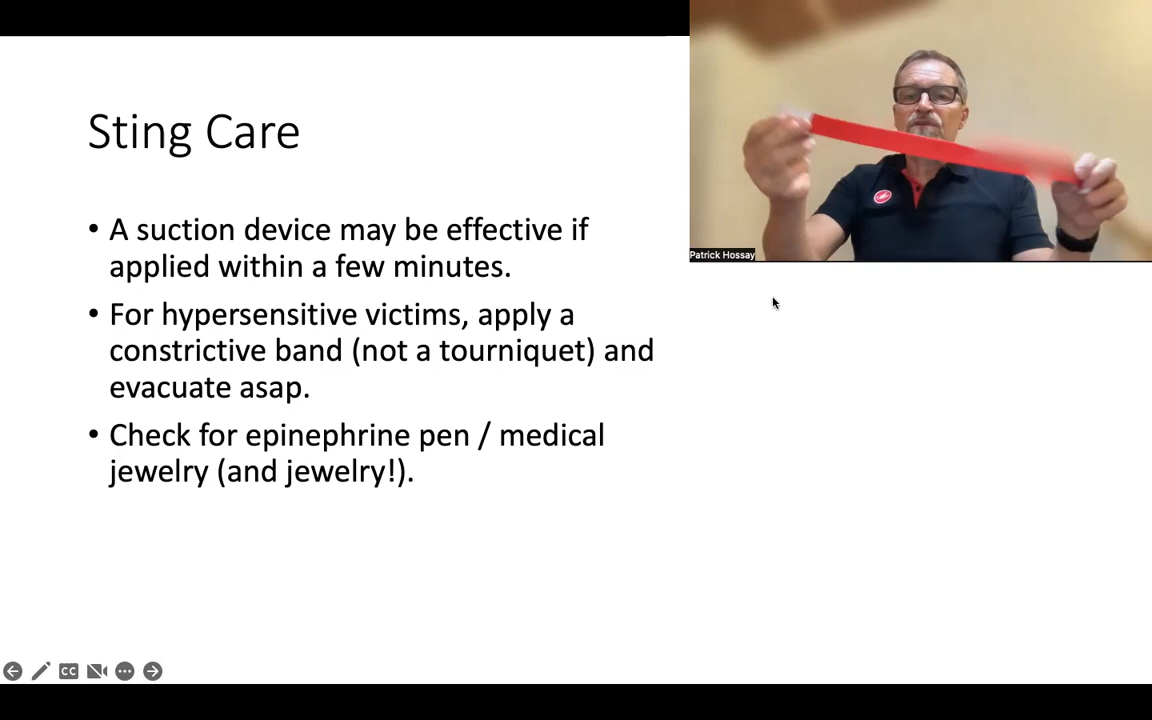 Sting Care
• A suction device may be effective if
applied within a few minutes.
• For hypersensitive victims, apply a
constrictive band (not a tourniquet) and
evacuate asap.
• Check for epinephrine pen / medical
jewelry (and jewelry!).
Patrick Hossay
CC